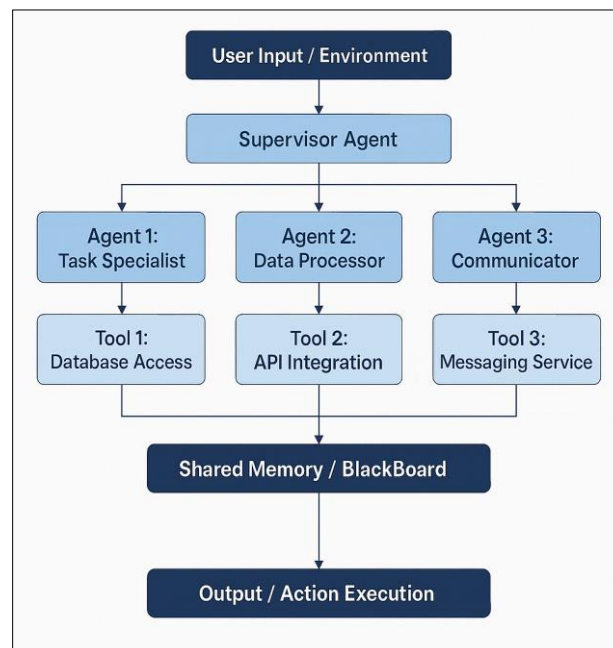 User Input / Environment
Supervisor Agent
Agent 1:
Task Specialist
Agent 2:
Data Processor
Agent 3:
Communicator
Tool 1:
Database Access
Tool 2:
API Integration
Tool 3:
Messaging Service
Shared Memory / BlackBoard
Output / Action Execution